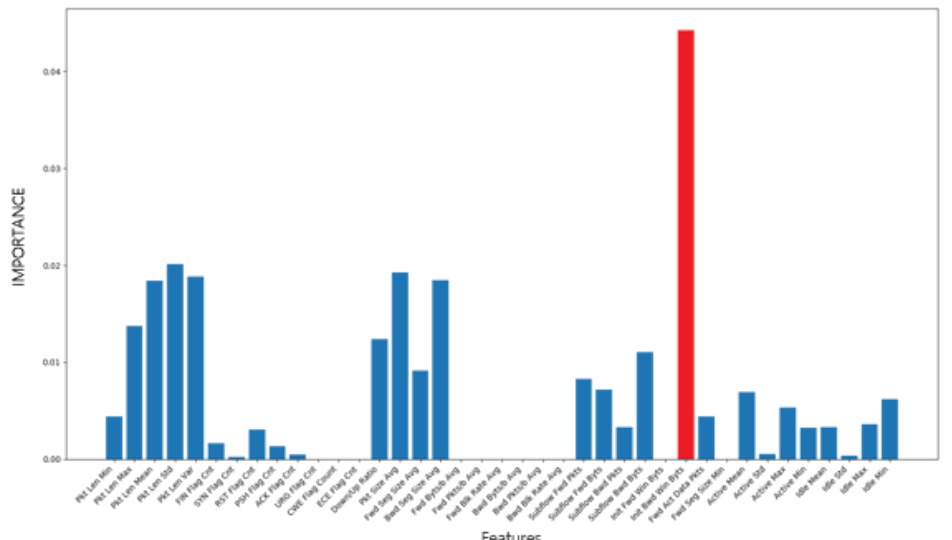 IMPORTANCE
0.04
0.03
0.02
0.01
0.00
Pkt Len Min
Pkt Len Max
Pkt Len Mean
Pkt Len Std
Pkt Len Var
FIN Flag Cnt
SYN Flag Cnt
RST Flag Cnt
PSH Flag Cnt
ACK Flag Cnt
URG Flag Cnt
CWE Flag Count
ECE Flag Cnt
Down/Up Ratio
Pkt Size Avg
Fwd Seg Size Avg
Bwd Seg Size Avg
Fwd Byts/b Avg
Fwd Pkts/b Avg
Fwd Blk Rate Avg
Bwd Byts/b Avg
Bwd Pkts/b Avg
Bwd Blk Rate Avg
Subflow Fwd Pkts
Subflow Fwd Byts
Subflow Bwd Pkts
Subflow Bwd Byts
Init Fwd Win Byts
Init Bwd Win Byts
Fwd Act Data Pkts
Fwd Seg Size Min
Active Mean
Active Std
Active Max
Active Min
Idle Mean
Idle Std
Idle Max
Idle Min
Features